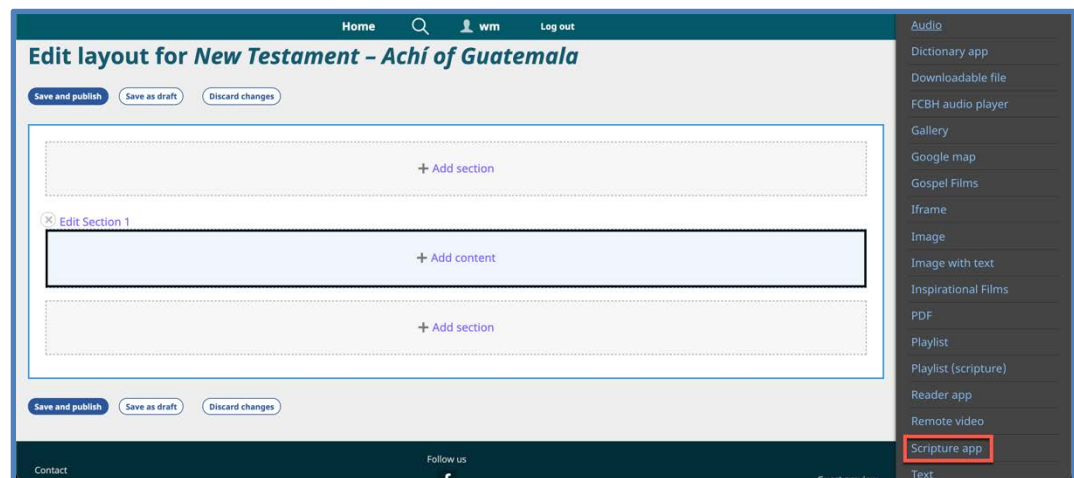 Home
wm
Log out
Edit layout for New Testament – Achí of Guatemala
Save and publish
Save as draft
Discard changes
+ Add section
Edit Section 1
+ Add content
+ Add section
Save and publish
Save as draft
Discard changes
Contact
Follow us
Audio
Dictionary app
Downloadable file
FCBH audio player
Gallery
Google map
Gospel Films
Iframe
Image
Image with text
Inspirational Films
PDF
Playlist
Playlist (scripture)
Reader app
Remote video
Scripture app
Text